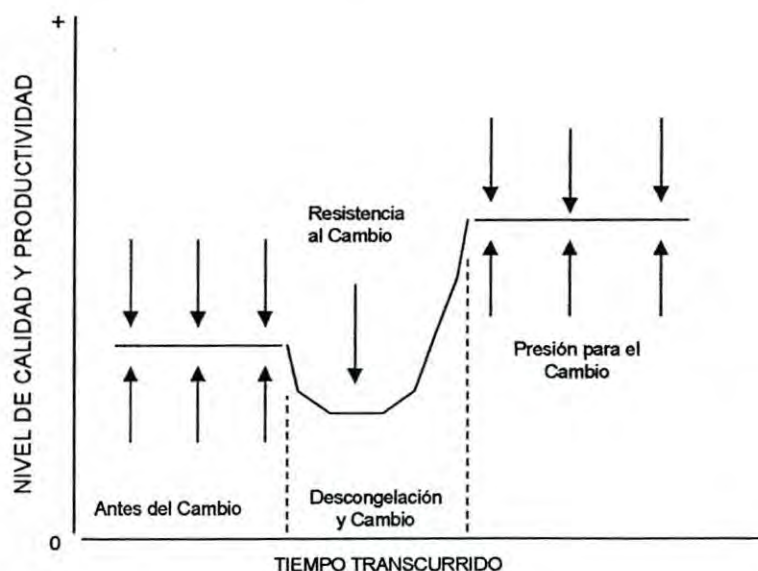 +
NIVEL DE CALIDAD Y PRODUCTIVIDAD
Resistencia
al Cambio
Presión para el
Cambio
Antes del Cambio
Descongelación
y Cambio
0
TIEMPO TRANSCURRIDO